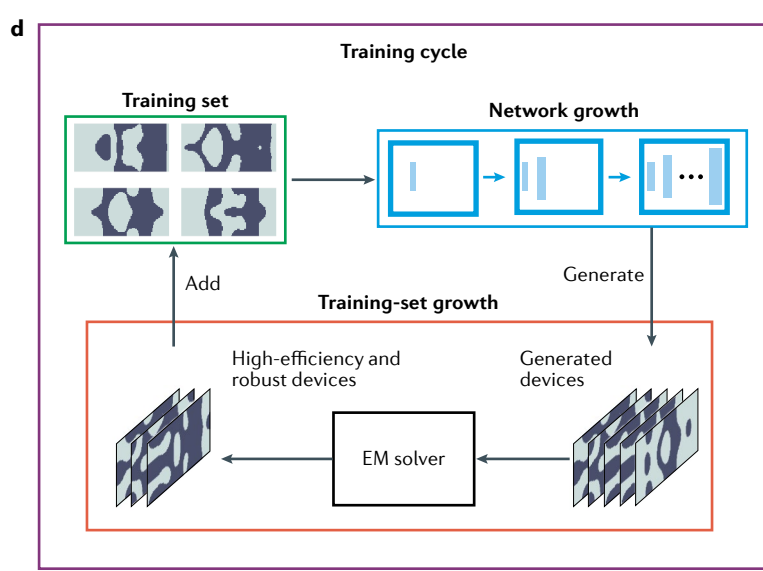 d
Training cycle
Training set
Network growth
Add
Generate
Training-set growth
High-efficiency and
robust devices
Generated
devices
EM solver